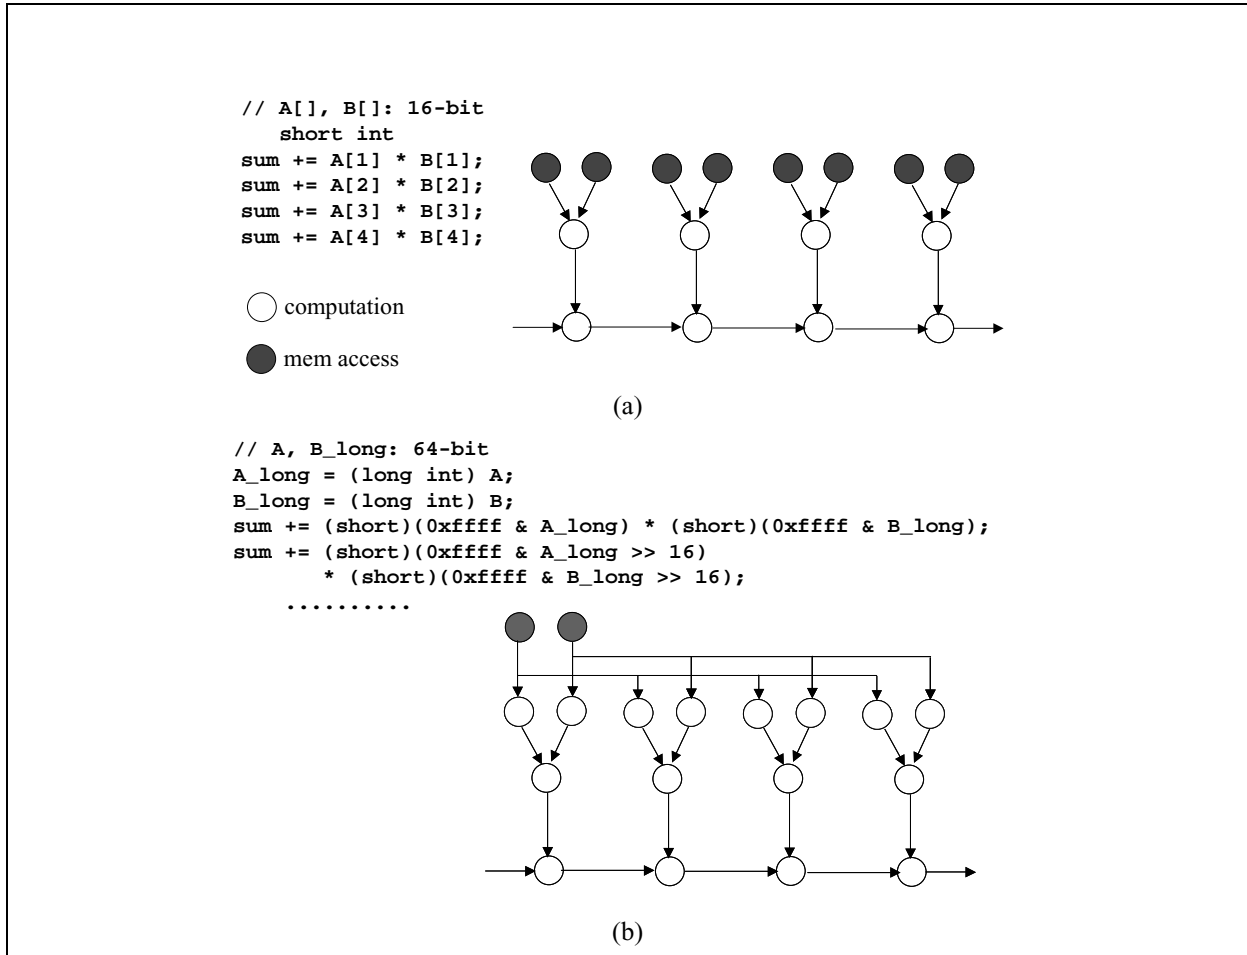 // A[], B[]: 16-bit
short int
sum += A[1] * B[1];
sum += A[2] * B[2];
sum += A[3] * B[3];
sum += A[4] * B[4];
computation
mem access
(a)
// A, B_long: 64-bit
A_long = (long int) A;
B_long = (long int) B;
sum += (short)(0xffff & A_long) * (short)(0xffff & B_long);
sum += (short)(0xffff & A_long >> 16)
* (short)(0xffff & B_long >> 16);
..........
(b)